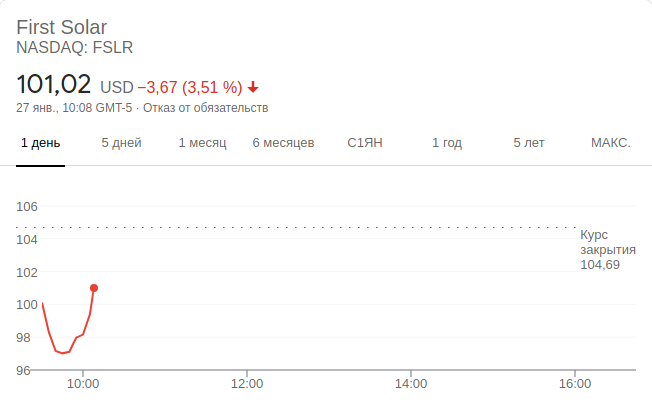 First Solar
NASDAQ: FSLR
101,02 USD −3,67 (3,51 %)
27 янв., 10:08 GMT-5 · Отказ от обязательств
1 день 5 дней 1 месяц 6 месяцев С1ЯН 1 год 5 лет МАКС.
106
Курс
104
закрытия
104,69
102
100
98
96
10:00 12:00 14:00 16:00